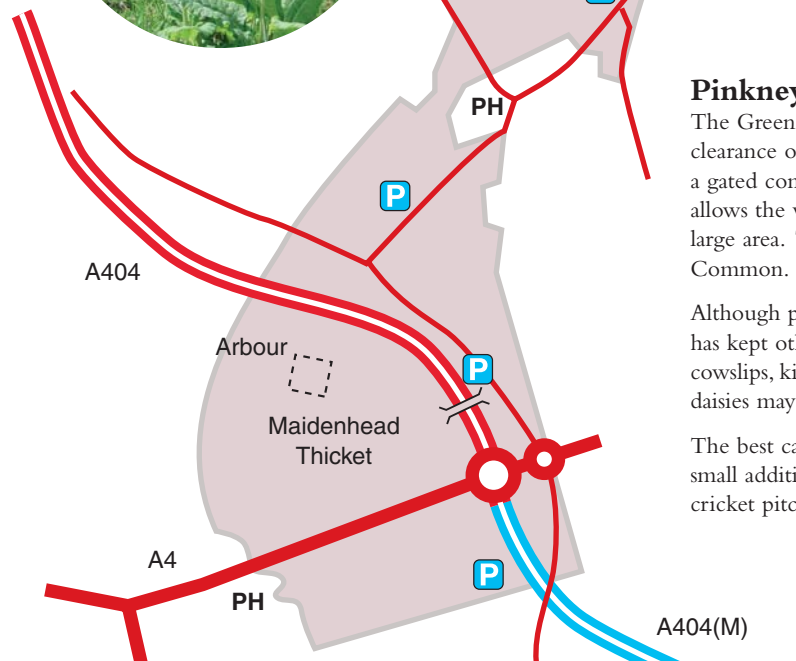 PH
P
A404
Arbour
P
Maidenhead
Thicket
A4
PH
P
A404(M)
Pinkney
The Green
clearance o
a gated con
allows the v
large area.
Common.
Although p
has kept oth
cowslips, ki
daisies may
The best ca
small additi
cricket pitc